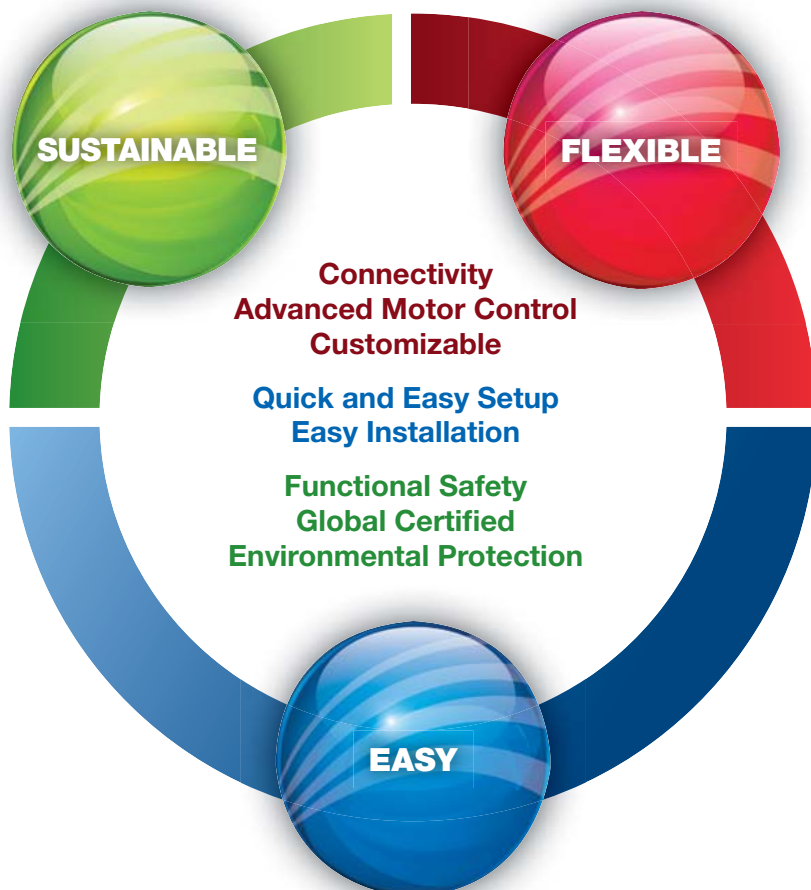 SUSTAINABLE
FLEXIBLE
Connectivity
Advanced Motor Control
Customizable
Quick and Easy Setup
Easy Installation
Functional Safety
Global Certified
Environmental Protection
EASY